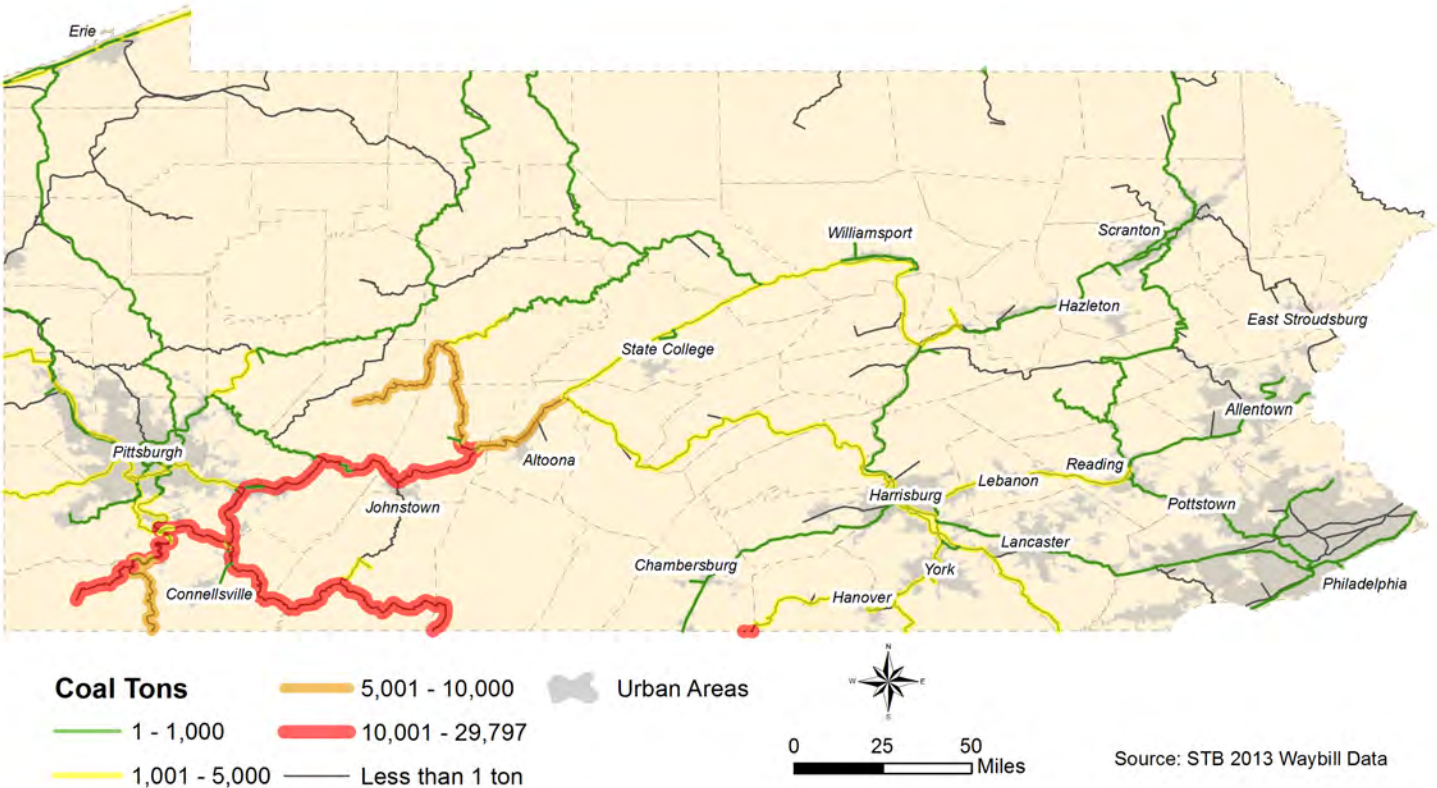 Erie
Williamsport
Scranton
Hazleton
East Stroudsburg
State College
Allentown
Pittsburgh
Altoona
Reading
Lebanon
Harrisburg
Johnstown
Pottstown
Lancaster
Chambersburg
York
Philadelphia
Connellsville
Hanover
N
W E
S
Coal Tons
5,001 - 10,000
Urban Areas
1 - 1,000
10,001 - 29,797
1,001 - 5,000
Less than 1 ton
0 25 50
Miles
Source: STB 2013 Waybill Data